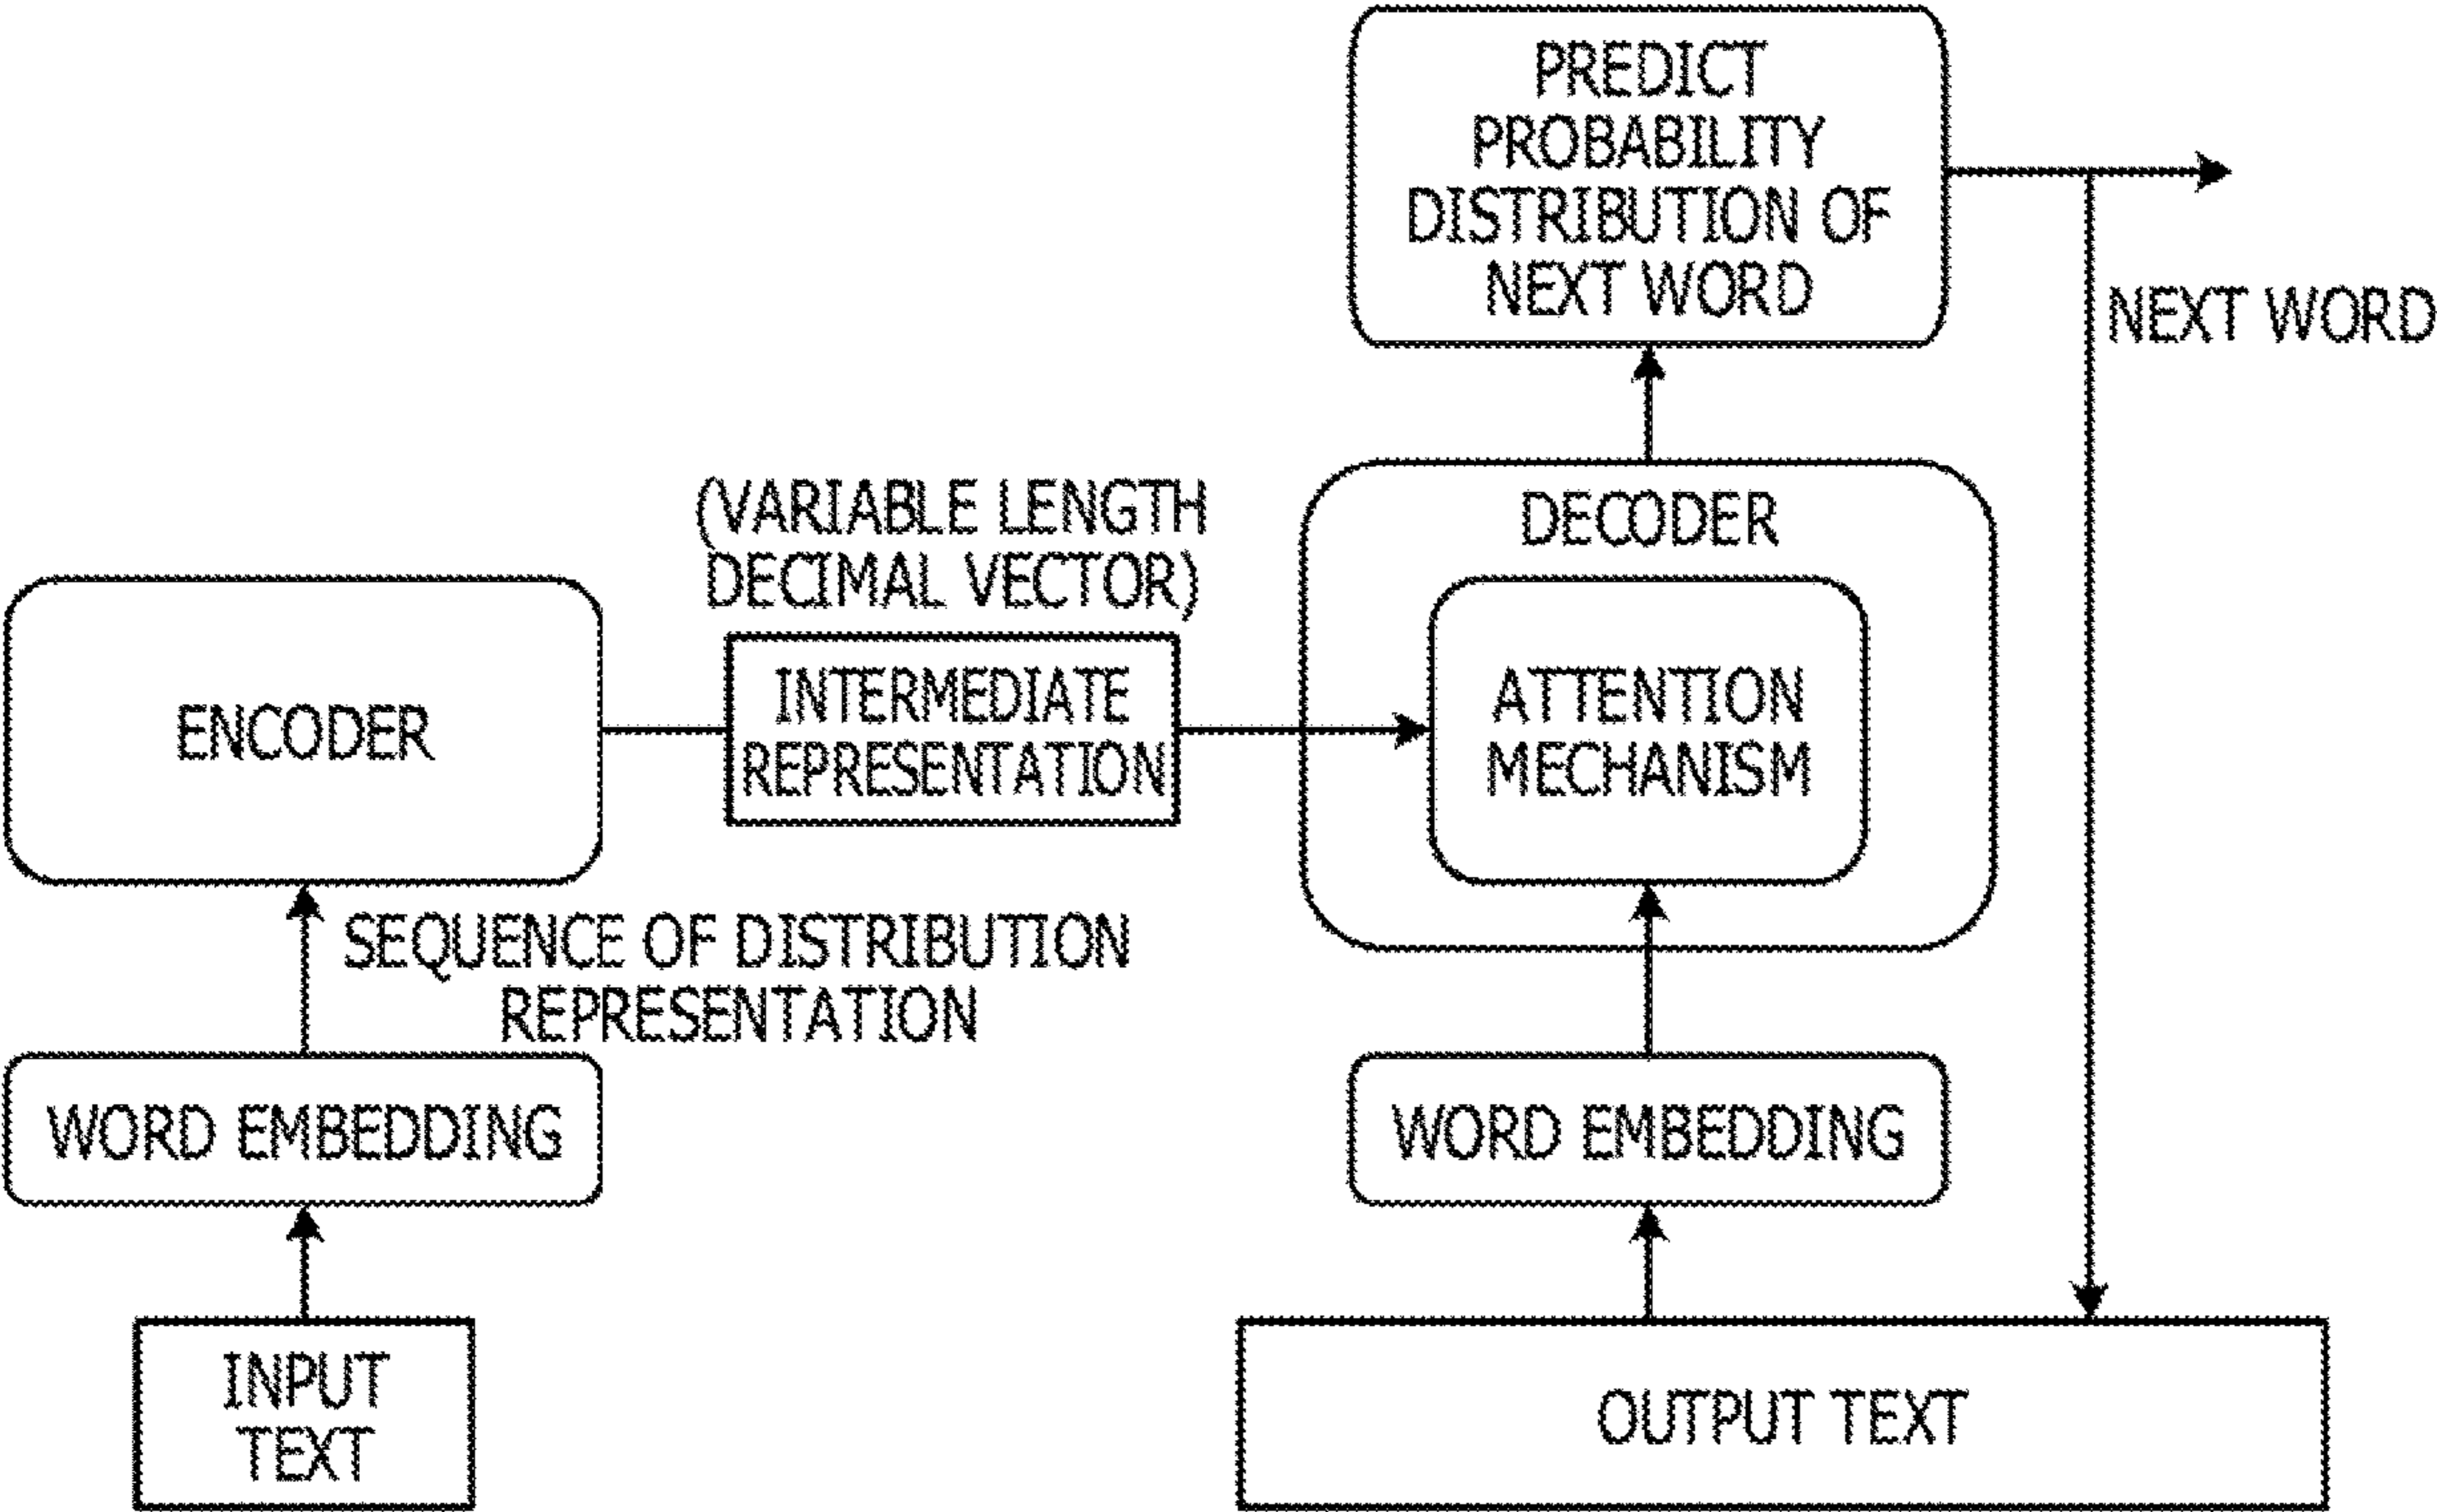 PREDICT
PROBABILITY
DISTRIBUTION OF
NEXT WORD
NEXT WORD
(VARIABLE LENGTH
DECIMAL VECTOR)
DECODER
ENCODER
INTERMEDIATE
REPRESENTATION
ATTENTION
MECHANISM
SEQUENCE OF DISTRIBUTION
REPRESENTATION
WORD EMBEDDING
WORD EMBEDDING
INPUT
TEXT
OUTPUT TEXT